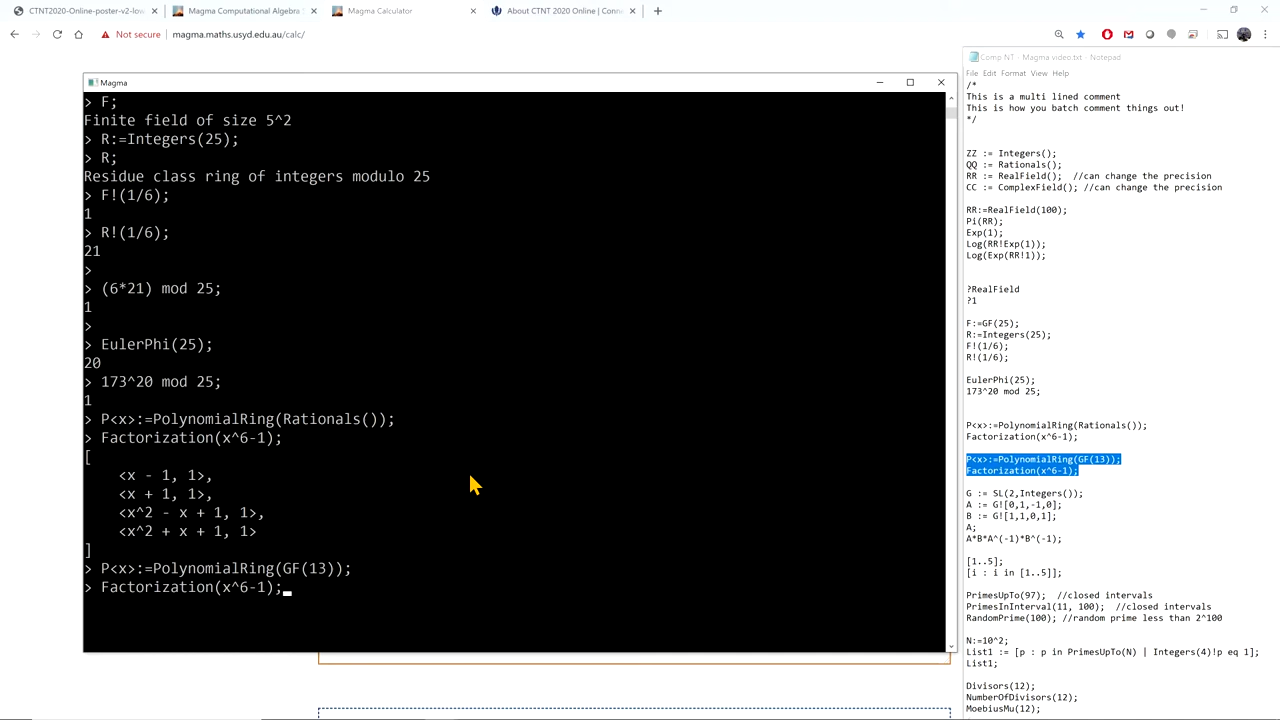 CTNT2020-Online-poster-v2-low
Magma Computational Algebra S
Magma Calculator
About CTNT 2020 Online | Conne
Not secure
magma.maths.usyd.edu.au/calc/
Magma
> F;
Finite field of size 5^2
> R:=Integers(25);
> R;
Residue class ring of integers modulo 25
> F!(1/6);
1
> R!(1/6);
21
>
> (6*21) mod 25;
1
>
> EulerPhi(25);
20
> 173^20 mod 25;
1
> P<x>:=PolynomialRing(Rationals());
> Factorization(x^6-1);
[
<x - 1, 1>,
<x + 1, 1>,
<x^2 - x + 1, 1>,
<x^2 + x + 1, 1>
]
> P<x>:=PolynomialRing(GF(13));
> Factorization(x^6-1);
Comp NT - Magma video.txt - Notepad
File Edit Format View Help
/*
This is a multi lined comment
This is how you batch comment things out!
*/
ZZ := Integers();
QQ := Rationals();
RR := RealField(); //can change the precision
CC := ComplexField(); //can change the precision
RR:=RealField(100);
Pi(RR);
Exp(1);
Log(RR!Exp(1));
Log(Exp(RR!1));
?RealField
?1
F:=GF(25);
R:=Integers(25);
F!(1/6);
R!(1/6);
EulerPhi(25);
173^20 mod 25;
P<x>:=PolynomialRing(Rationals());
Factorization(x^6-1);
P<x>:=PolynomialRing(GF(13));
Factorization(x^6-1);
G := SL(2,Integers());
A := G![0,1,-1,0];
B := G![1,1,0,1];
A;
A*B*A^(-1)*B^(-1);
[1..5];
[i : i in [1..5]];
PrimesUpTo(97); //closed intervals
PrimesInInterval(11, 100); //closed intervals
RandomPrime(100); //random prime less than 2^100
N:=10^2;
List1 := [p : p in PrimesUpTo(N) | Integers(4)!p eq 1];
List1;
Divisors(12);
NumberOfDivisors(12);
MoebiusMu(12);